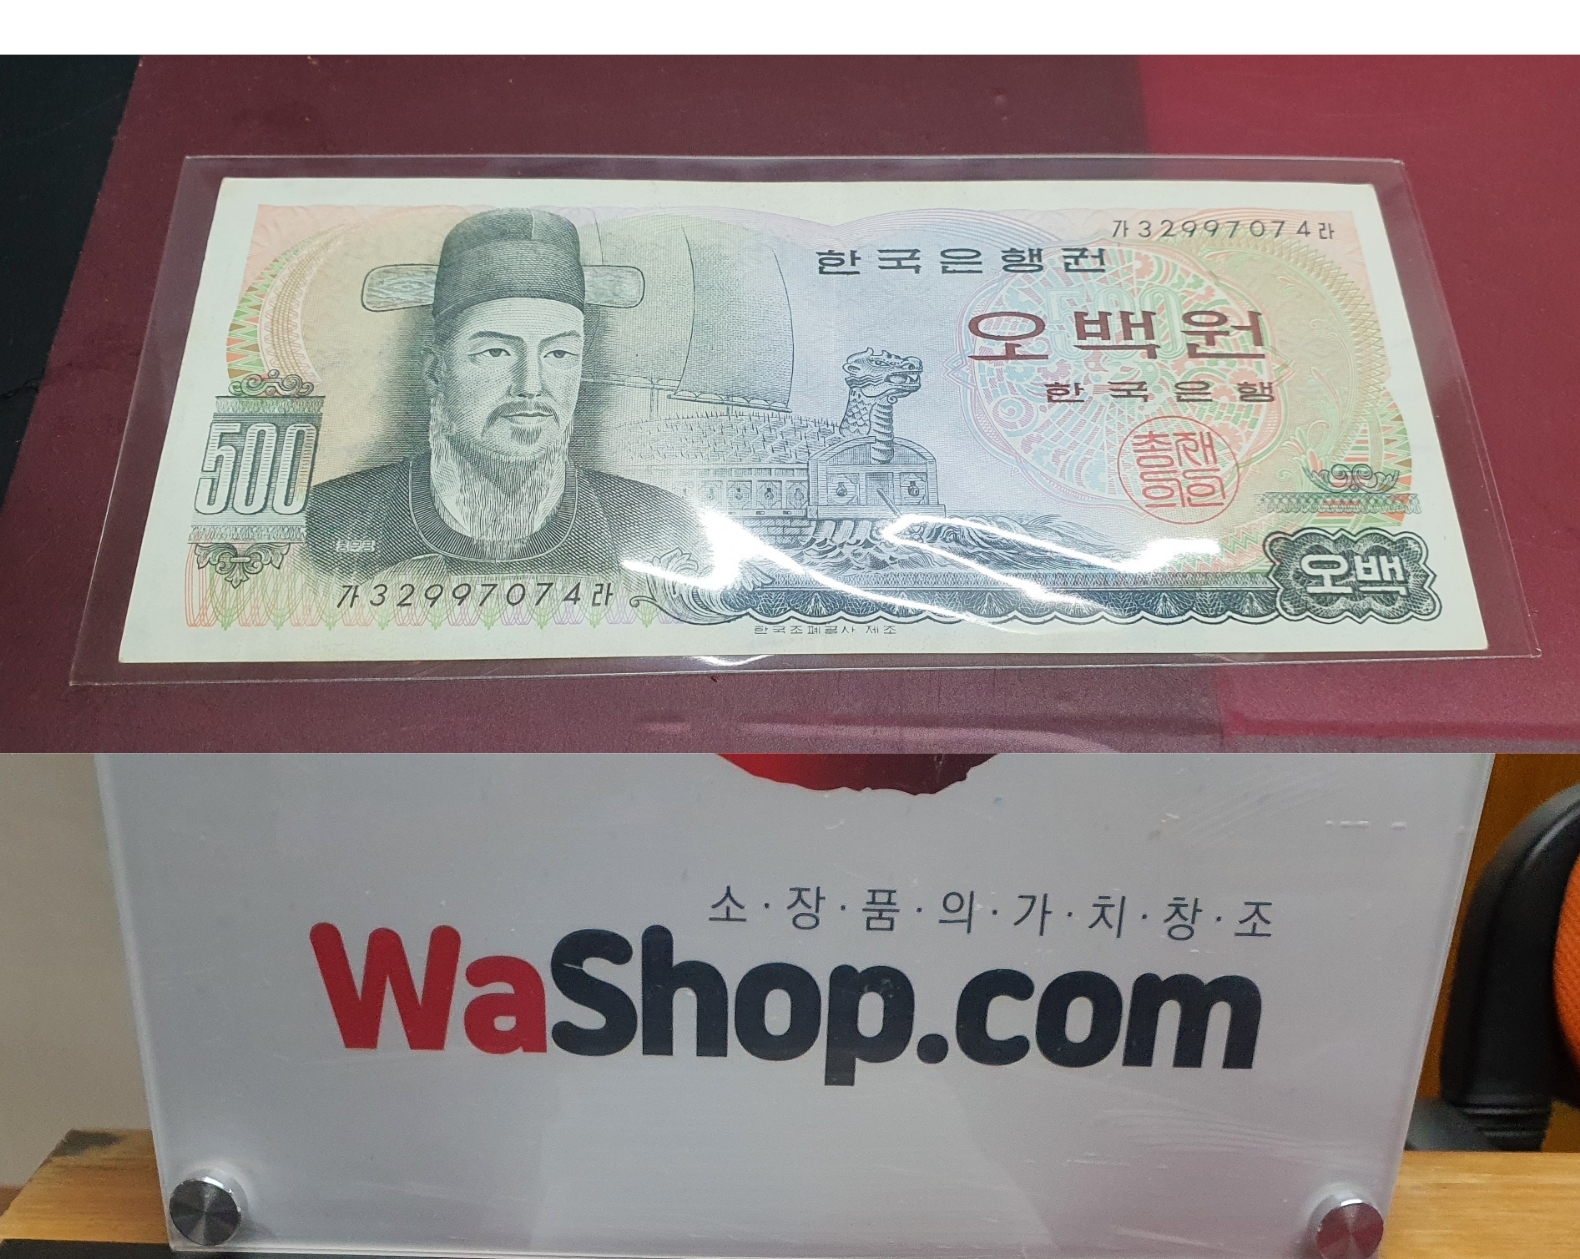 가32997074라
한국은행권
오백원
한국은행
총재의인
500
오백
가32997074라
한국조폐공사 제조
소·장·품·의·가·치·창·조
WaShop.com